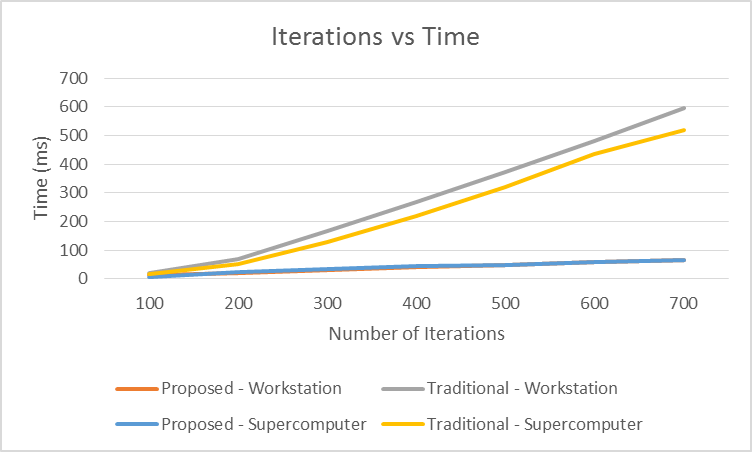 Iterations vs Time
700
600
500
400
300
200
100
0
Time (ms)
100 200 300 400 500 600 700
Number of Iterations
Proposed - Workstation Traditional - Workstation
Proposed - Supercomputer Traditional - Supercomputer